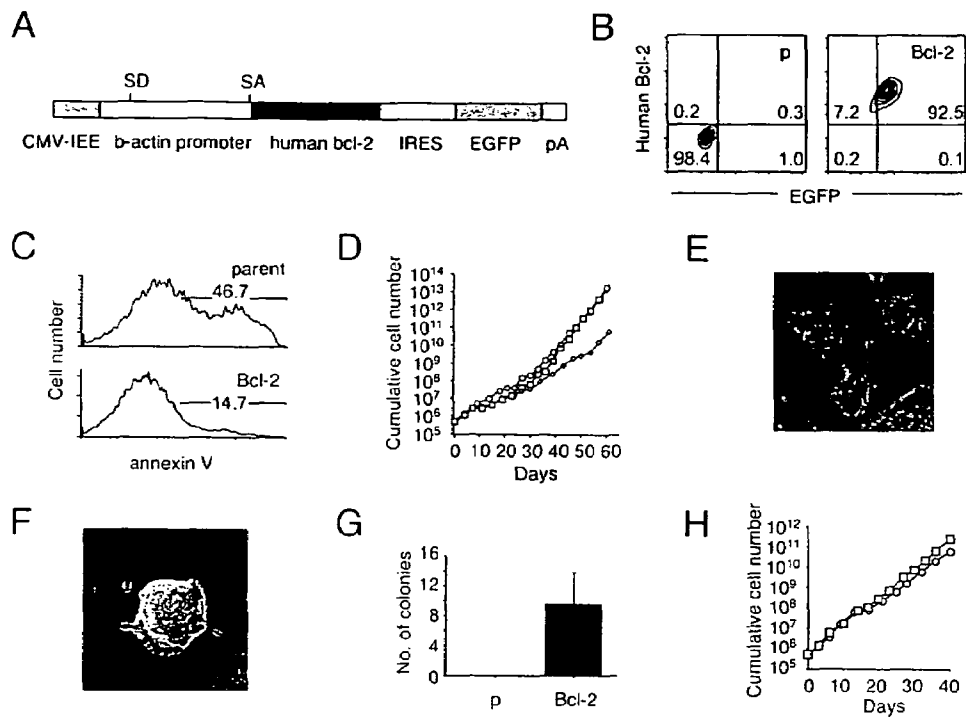 A
SD
SA
CMV-IEE b-actin promoter human bcl-2 IRES EGFP pA
B
Human Bcl-2
p
0.2
0.3
98.4
1.0
Bcl-2
7.2
92.5
0.2
0.1
EGFP
C
Cell number
parent
46.7
Bcl-2
14.7
annexin V
D
Cumulative cell number
10^14
10^13
10^12
10^11
10^10
10^9
10^8
10^7
10^6
10^5
0 10 20 30 40 50 60
Days
E
F
G
No. of colonies
16
12
8
4
0
p Bcl-2
H
Cumulative cell number
10^12
10^11
10^10
10^9
10^8
10^7
10^6
10^5
0 10 20 30 40
Days